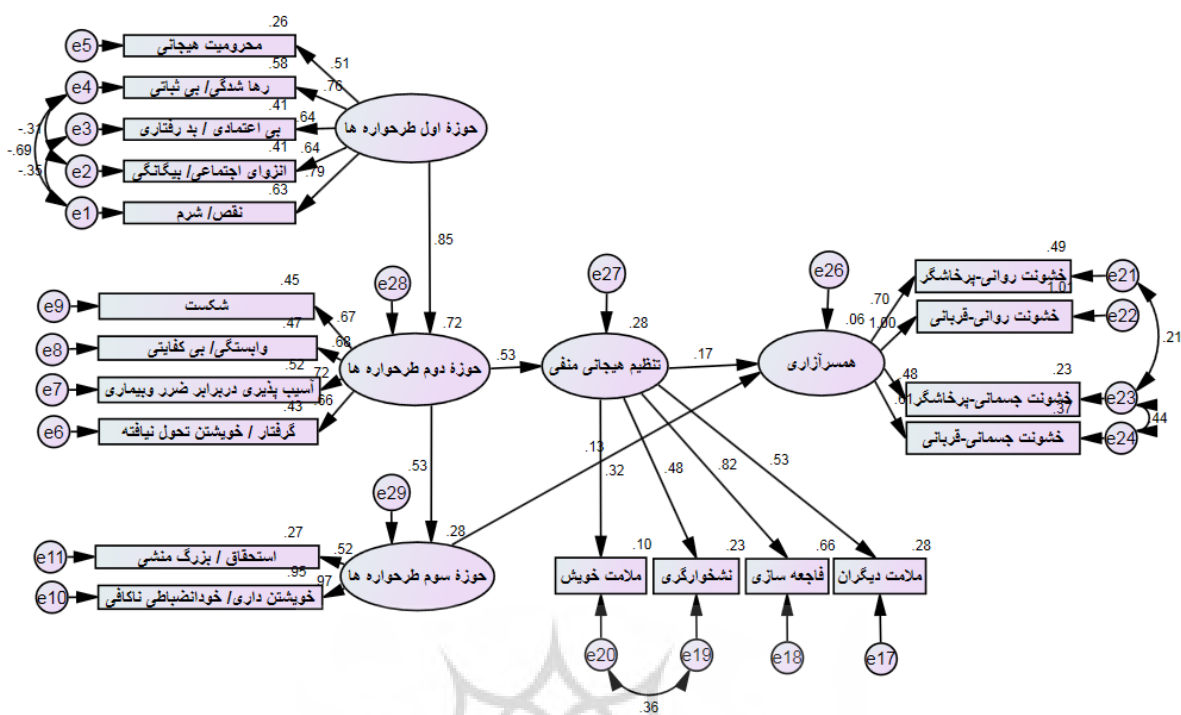 .26
e5
محرومیت هیجانی
.51
.58
e4
رها شدگی/ بی ثباتی
.76
.41
e3
بی اعتمادی / بد رفتاری
.64
حوزۀ اول طرحواره ها
-.31
.41
-.69
e2
انزوای اجتماعی/ بیگانگی
.64
-.35
.79
.63
e1
نقص/ شرم
.85
e28
e27
e26
.45
e9
شکست
.67
.47
e8
وابستگی/ بی کفایتی
.68
.72
حوزۀ دوم طرحواره ها
.52
e7
آسیب پذیری دربرابر ضرر وبیماری
.72
.43
e6
گرفتار / خویشتن تحول نیافته
.66
.53
.28
تنظیم هیجانی منفی
.17
.06
همسرآزاری
.49
خشونت روانی-پرخاشگر
e21
.70
1.01
خشونت روانی-قربانی
e22
1.00
.21
.23
خشونت جسمانی-پرخاشگر
e23
.48
.37
خشونت جسمانی-قربانی
e24
.61
.44
.53
.13
e29
.28
.27
e11
استحقاق / بزرگ منشی
.52
حوزۀ سوم طرحواره ها
.95
e10
خویشتن داری/ خودانضباطی ناکافی
.97
.32
.48
.82
.53
.10
.23
.66
.28
ملامت خویش
نشخوارگری
فاجعه سازی
ملامت دیگران
e20
e19
e18
e17
.36